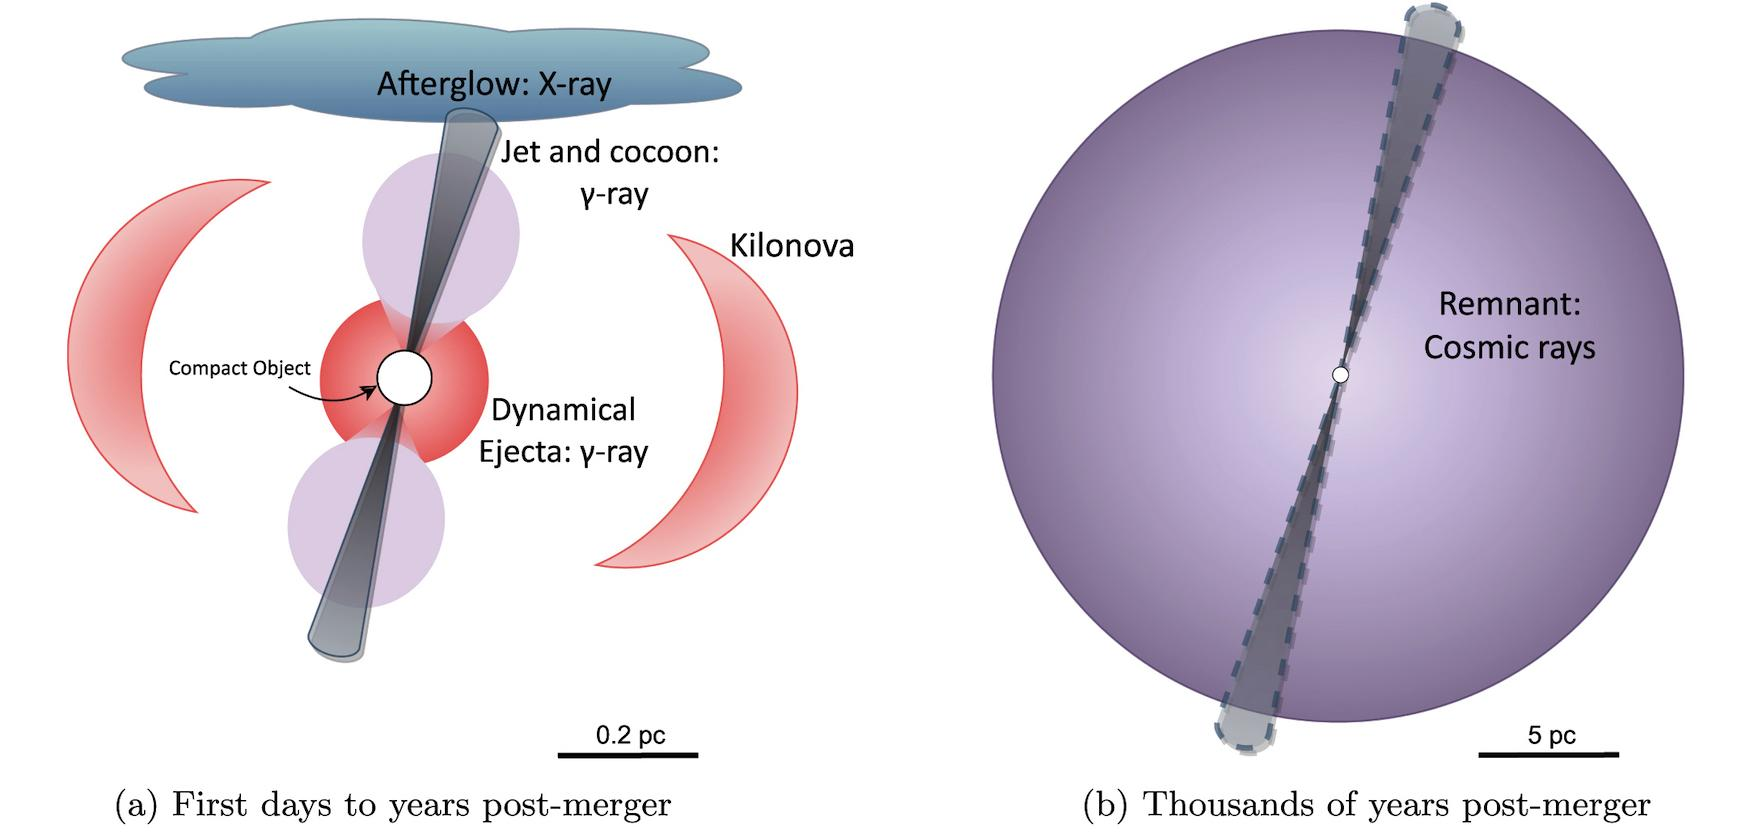 Afterglow: X-ray
Jet and cocoon:
γ-ray
Kilonova
Compact Object
Dynamical
Ejecta: γ-ray
0.2 pc
(a) First days to years post-merger
Remnant:
Cosmic rays
5 pc
(b) Thousands of years post-merger